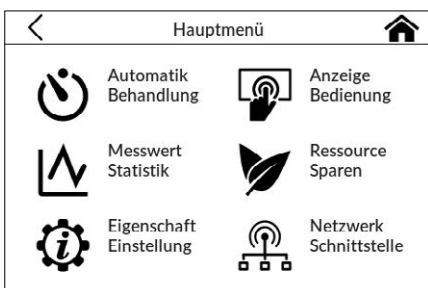 Hauptmenü
Automatik
Behandlung
Anzeige
Bedienung
Messwert
Statistik
Ressource
Sparen
Eigenschaft
Einstellung
Netzwerk
Schnittstelle